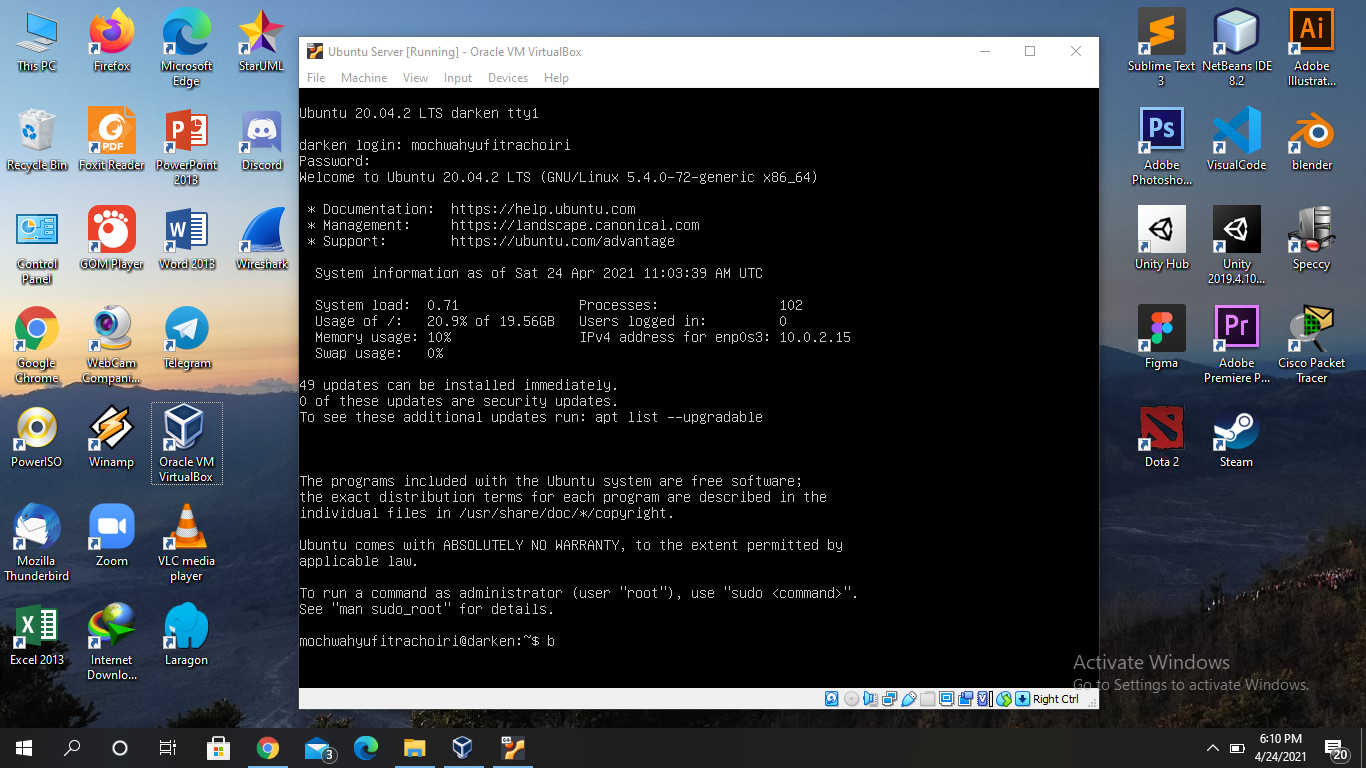 This PC
Firefox
Microsoft
Edge
StarUML
Recycle Bin
PDF
Foxit Reader
PowerPoint
2013
Discord
Control
Panel
GOM Player
Word 2013
Wireshark
Google
Chrome
WebCam
Compani...
Telegram
PowerISO
Winamp
Oracle VM
VirtualBox
Mozilla
Thunderbird
Zoom
VLC media
player
Excel 2013
Internet
Downlo...
Laragon
Ubuntu Server [Running] - Oracle VM VirtualBox
File Machine View Input Devices Help
Ubuntu 20.04.2 LTS darken tty1
darken login: mochwahyufitrachoiri
Password:
Welcome to Ubuntu 20.04.2 LTS (GNU/Linux 5.4.0-72-generic x86_64)
* Documentation:  https://help.ubuntu.com
* Management:     https://landscape.canonical.com
* Support:        https://ubuntu.com/advantage
System information as of Sat 24 Apr 2021 11:03:39 AM UTC
System load:  0.71               Processes:               102
Usage of /:   20.9% of 19.56GB   Users logged in:         0
Memory usage: 10%                IPv4 address for enp0s3: 10.0.2.15
Swap usage:   0%
49 updates can be installed immediately.
0 of these updates are security updates.
To see these additional updates run: apt list --upgradable
The programs included with the Ubuntu system are free software;
the exact distribution terms for each program are described in the
individual files in /usr/share/doc/*/copyright.
Ubuntu comes with ABSOLUTELY NO WARRANTY, to the extent permitted by
applicable law.
To run a command as administrator (user "root"), use "sudo <command>".
See "man sudo_root" for details.
mochwahyufitrachoiri@darken:~$ b
Right Ctrl
Sublime Text
3
NetBeans IDE
8.2
Ai
Adobe
Illustrat...
Ps
Adobe
Photosho...
VisualCode
blender
Unity Hub
Unity
2019.4.10...
Speccy
Figma
Pr
Adobe
Premiere P...
Cisco Packet
Tracer
Dota 2
Steam
Activate Windows
Go to Settings to activate Windows.
3
64
6:10 PM
4/24/2021
20